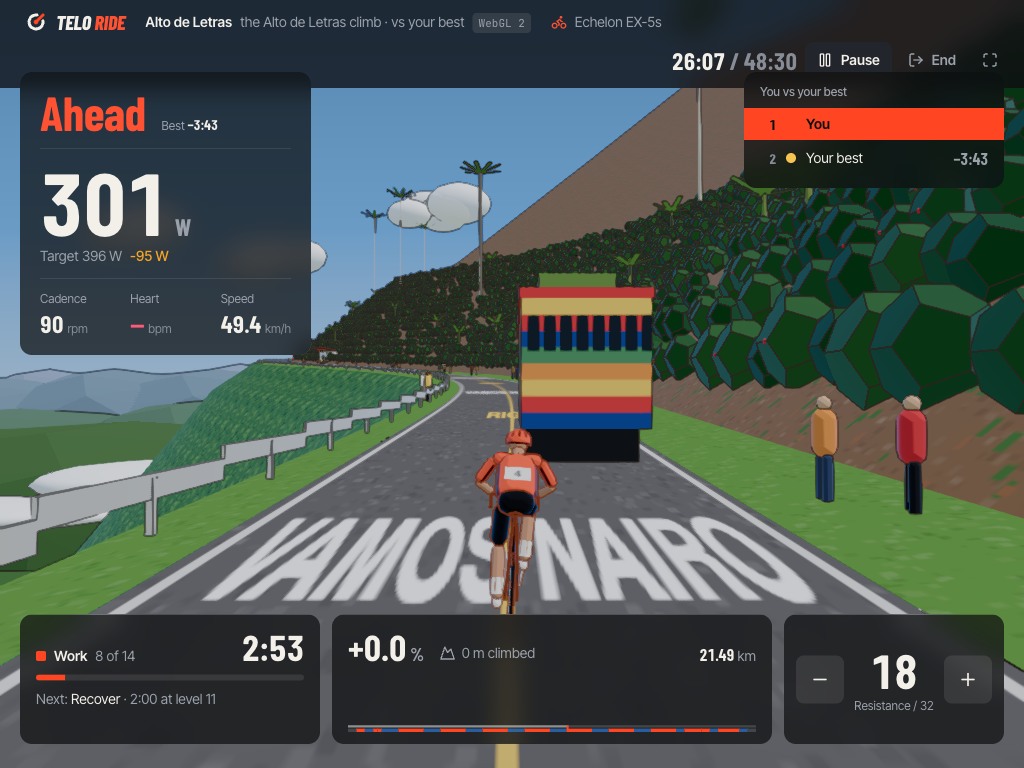 TELO RIDE
Alto de Letras the Alto de Letras climb · vs your best WebGL 2 Echelon EX-5s
26:07 / 48:30 Pause End
Ahead Best −3:43
You vs your best
1 You
2 Your best −3:43
301 W
Target 396 W -95 W
Cadence Heart Speed
90 rpm – bpm 49.4 km/h
RIG
4
VAMOS NAIRO
Work 8 of 14 2:53
Next: Recover · 2:00 at level 11
+0.0 % 0 m climbed 21.49 km
− 18 +
Resistance / 32